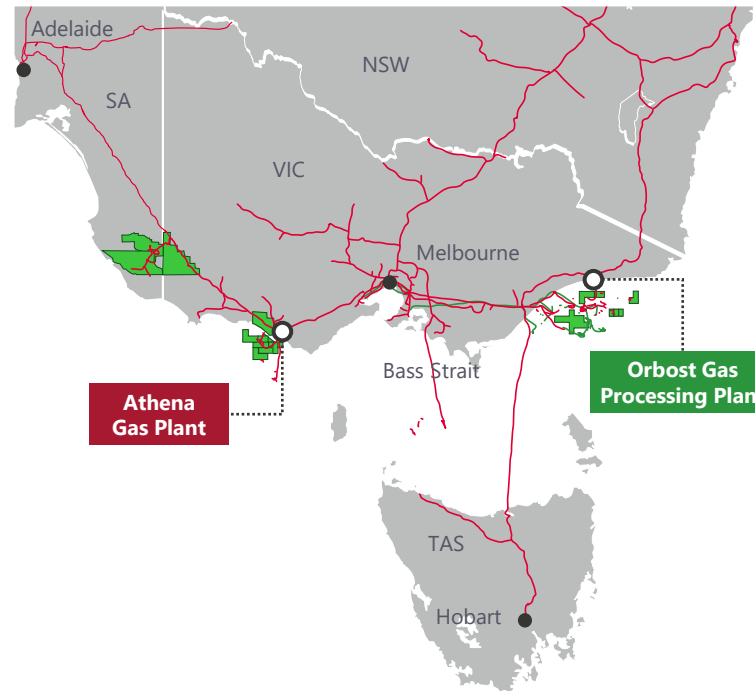 Adelaide
NSW
SA
VIC
Melbourne
Bass Strait
Orbost Gas
Processing Plan
Athena
Gas Plant
TAS
Hobart